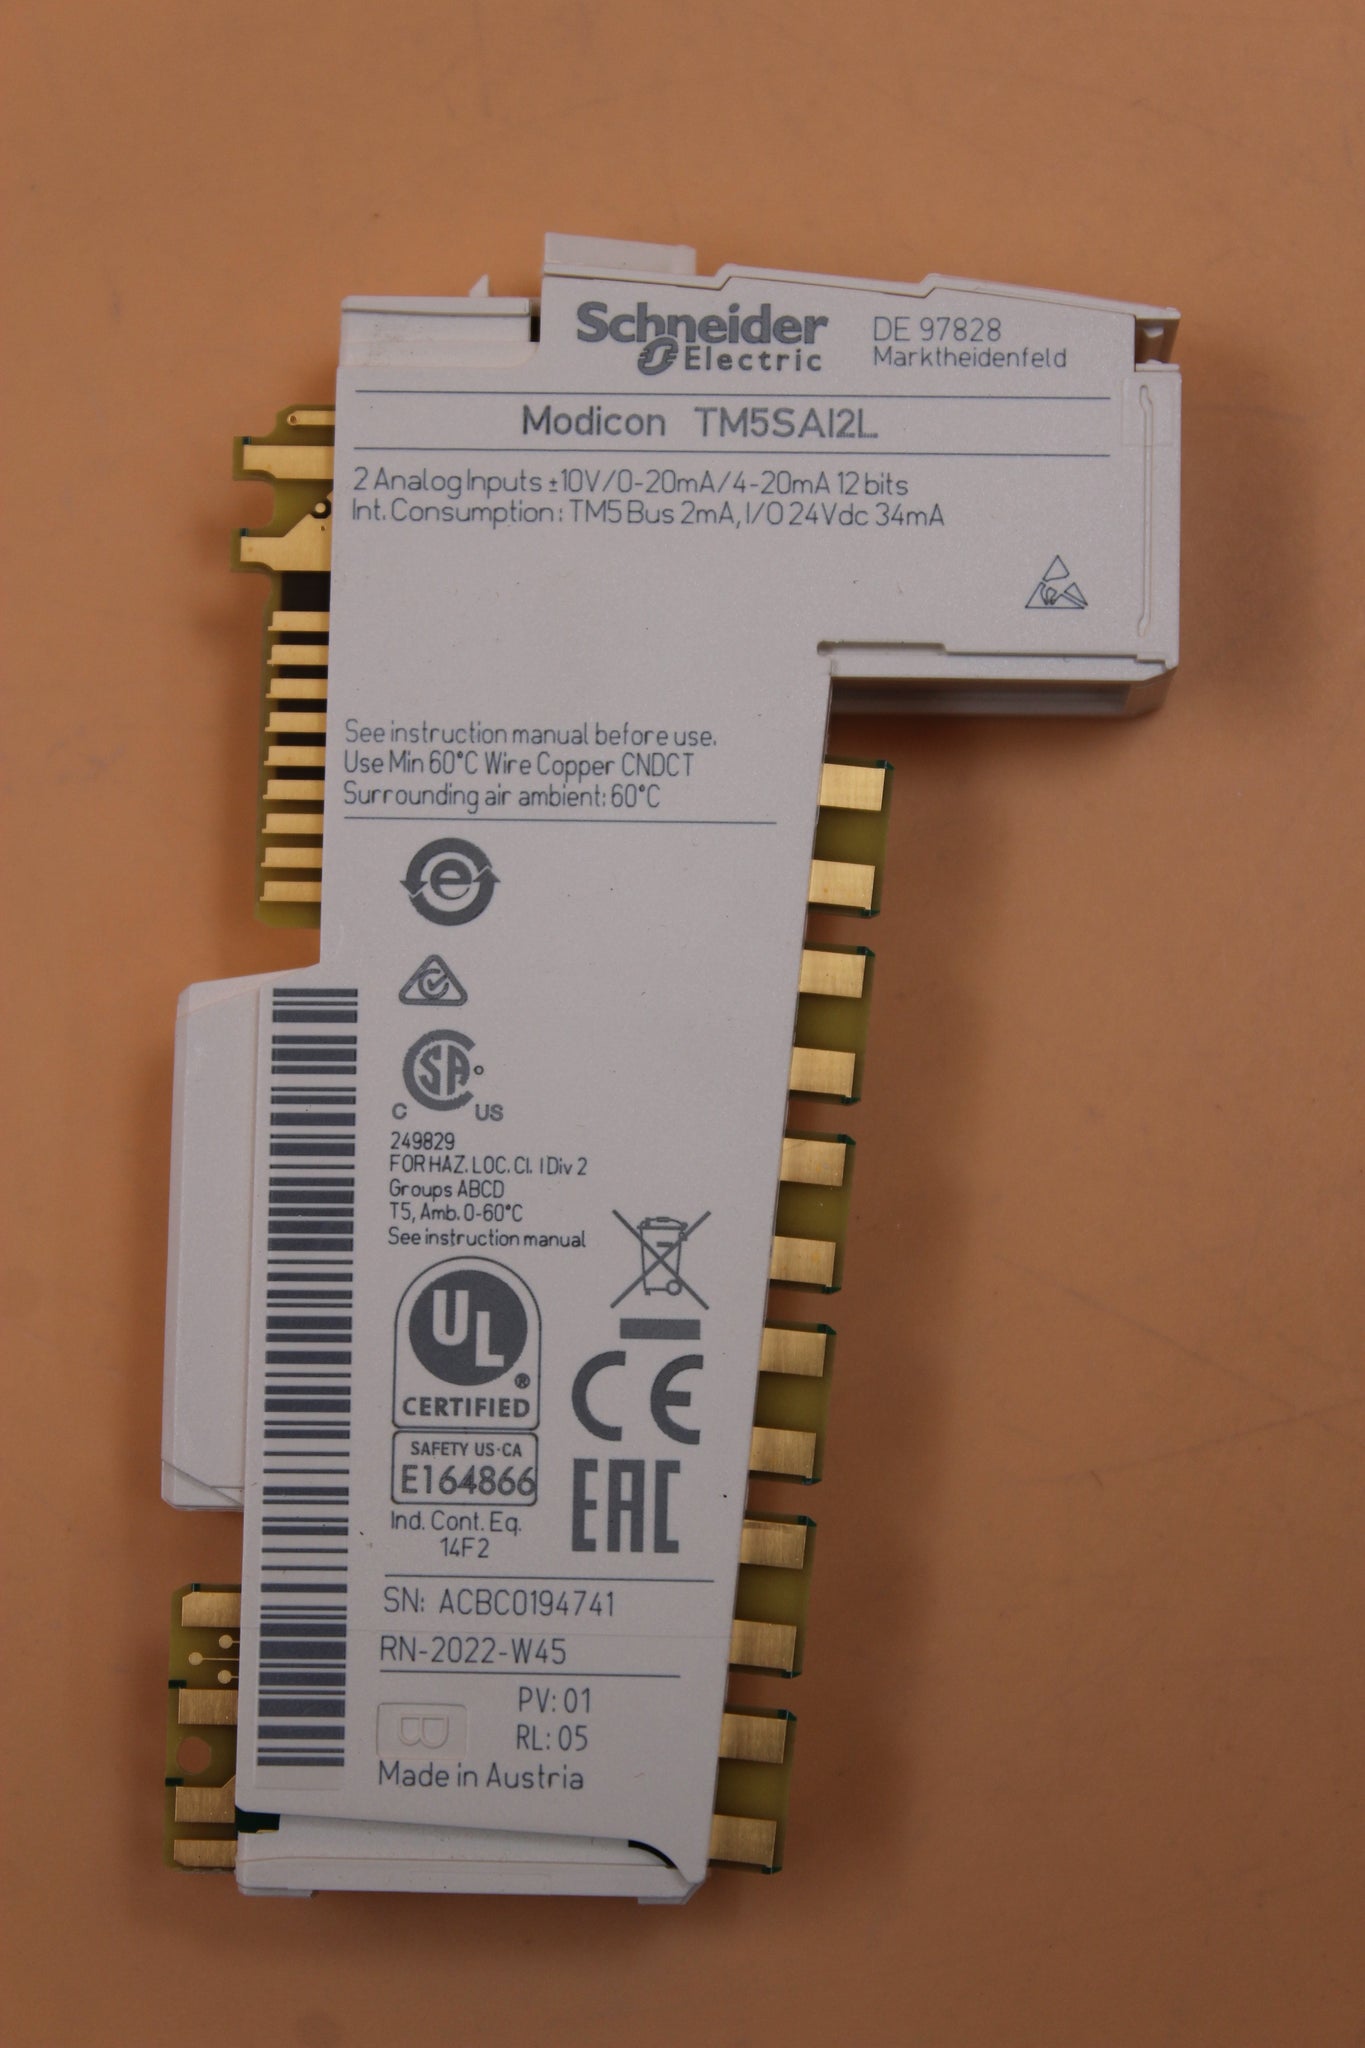 Schneider
Electric
DE 97828
Marktheidenfeld
Modicon TM5SAI2L
2 Analog Inputs ±10V/0-20mA/4-20mA 12 bits
Int. Consumption: TM5 Bus 2mA, I/O 24Vdc 34mA
See instruction manual before use.
Use Min 60°C Wire Copper CNDCT
Surrounding air ambient: 60°C
e
CSA
C US
249829
FOR HAZ. LOC. Cl. I Div 2
Groups ABCD
T5, Amb. 0-60°C
See instruction manual
UL®
CERTIFIED
SAFETY US-CA
E164866
Ind. Cont. Eq.
14F2
CE
EAC
SN: ACBC0194741
RN-2022-W45
B
PV: 01
RL: 05
Made in Austria